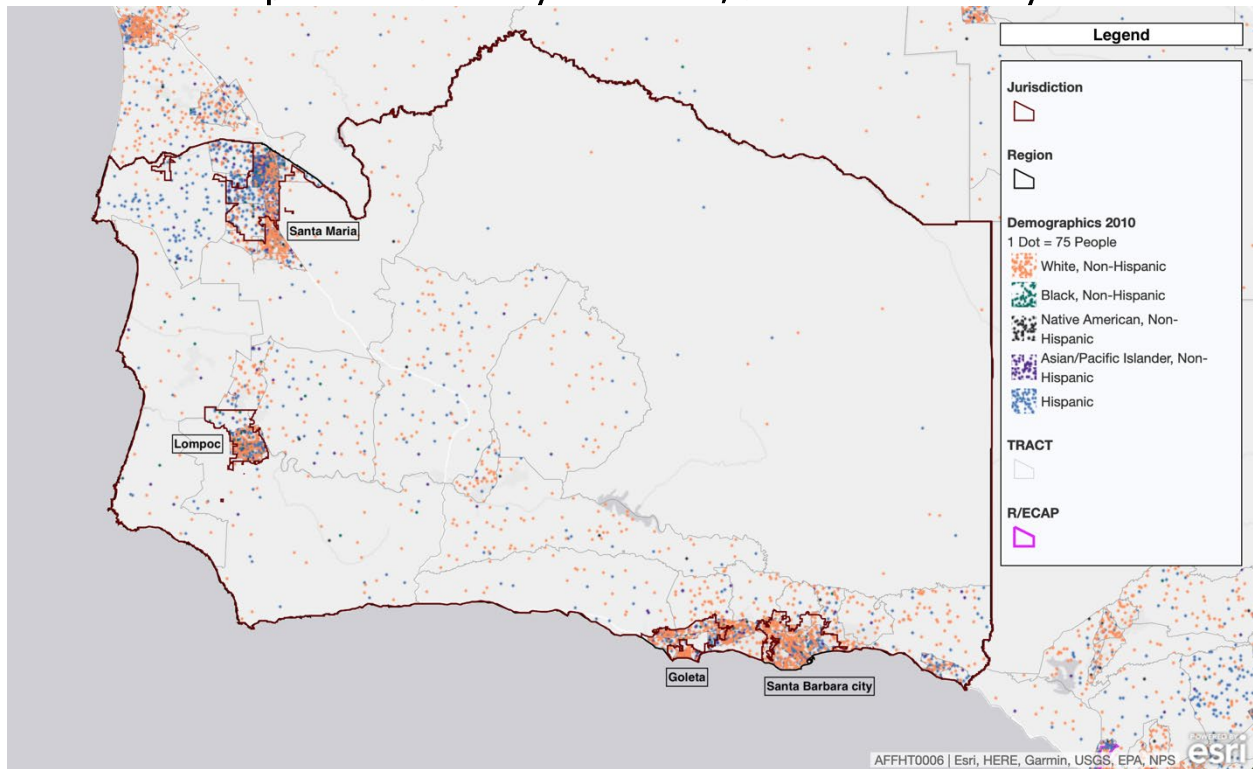 Legend
Jurisdiction
Region
Demographics 2010
1 Dot = 75 People
White, Non-Hispanic
Black, Non-Hispanic
Native American, Non-
Hispanic
Asian/Pacific Islander, Non-
Hispanic
Hispanic
TRACT
R/ECAP
Santa Maria
Lompoc
Goleta
Santa Barbara city
AFFHT0006 | Esri, HERE, Garmin, USGS, EPA, NPS
esri